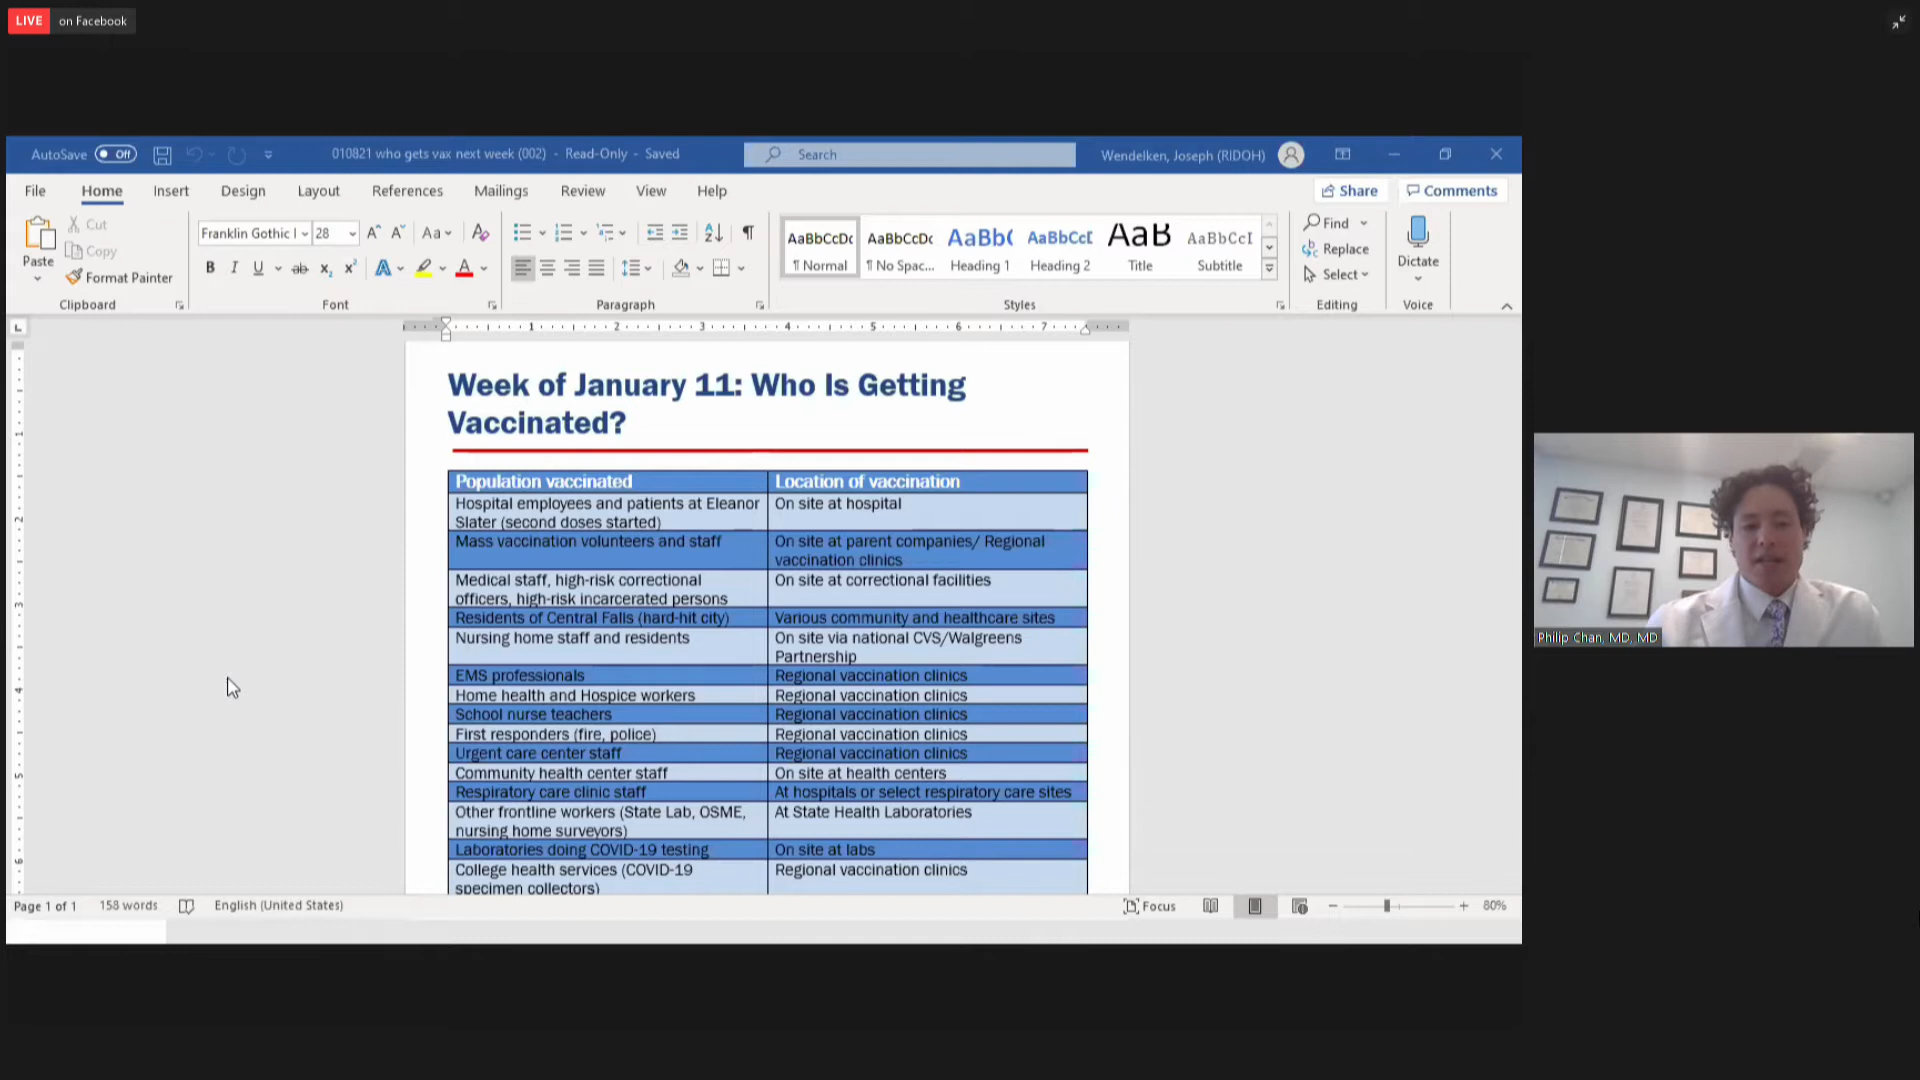 LIVE on Facebook
AutoSave Off
010821 who gets vax next week (002) - Read-Only - Saved
Search
Wendelken, Joseph (RIDOH)
File Home Insert Design Layout References Mailings Review View Help
Share Comments
Paste
Cut
Copy
Format Painter
Clipboard
Franklin Gothic I 28
Aa
B I U ab x₂ x² A A
Font
Paragraph
AaBbCcDc AaBbCcDc AaBb( AaBbCcE AaB AaBbCcI
¶ Normal ¶ No Spac... Heading 1 Heading 2 Title Subtitle
Styles
Find
Replace
Select
Editing
Dictate
Voice
1 2 3 4 5 6 7
Week of January 11: Who Is Getting
Vaccinated?
Population vaccinated Location of vaccination
Hospital employees and patients at Eleanor On site at hospital
Slater (second doses started)
Mass vaccination volunteers and staff On site at parent companies/ Regional
vaccination clinics
Medical staff, high-risk correctional On site at correctional facilities
officers, high-risk incarcerated persons
Residents of Central Falls (hard-hit city) Various community and healthcare sites
Nursing home staff and residents On site via national CVS/Walgreens
Partnership
EMS professionals Regional vaccination clinics
Home health and Hospice workers Regional vaccination clinics
School nurse teachers Regional vaccination clinics
First responders (fire, police) Regional vaccination clinics
Urgent care center staff Regional vaccination clinics
Community health center staff On site at health centers
Respiratory care clinic staff At hospitals or select respiratory care sites
Other frontline workers (State Lab, OSME, At State Health Laboratories
nursing home surveyors)
Laboratories doing COVID-19 testing On site at labs
College health services (COVID-19 Regional vaccination clinics
specimen collectors)
Page 1 of 1 158 words English (United States)
Focus 80%
Philip Chan, MD, MD